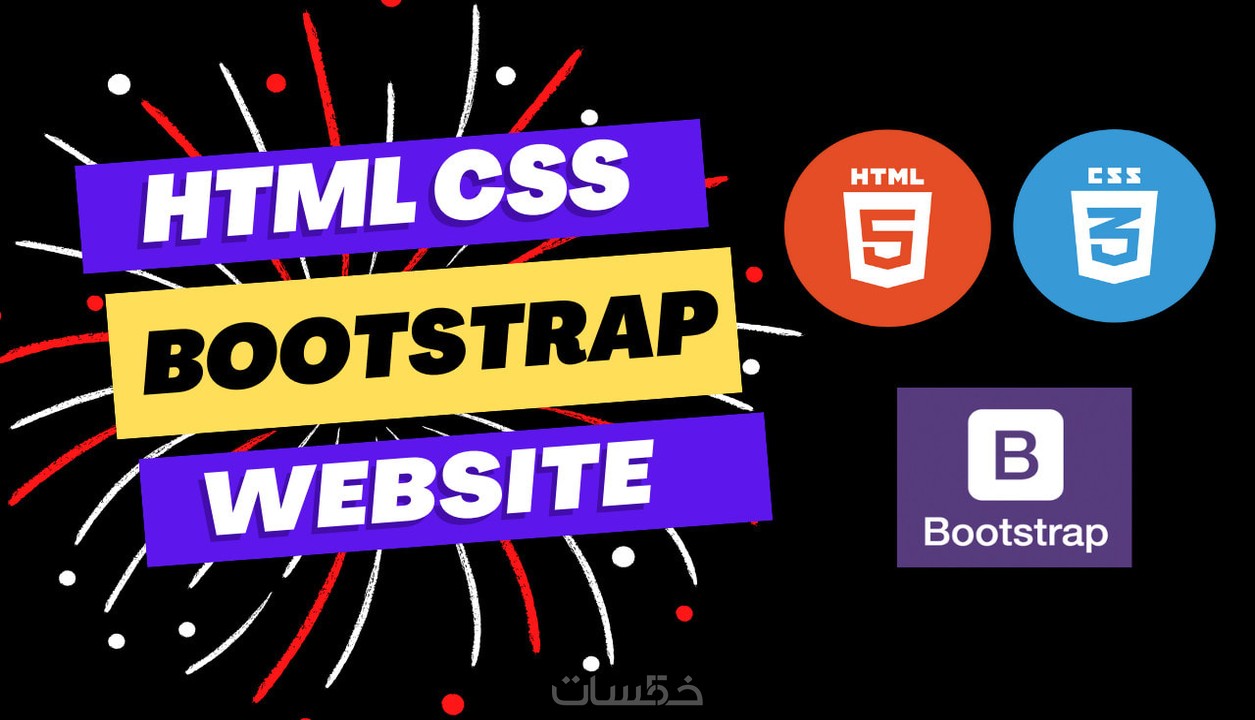 HTML CSS
BOOTSTRAP
WEBSITE
HTML
5
CSS
3
B
Bootstrap
خمسات